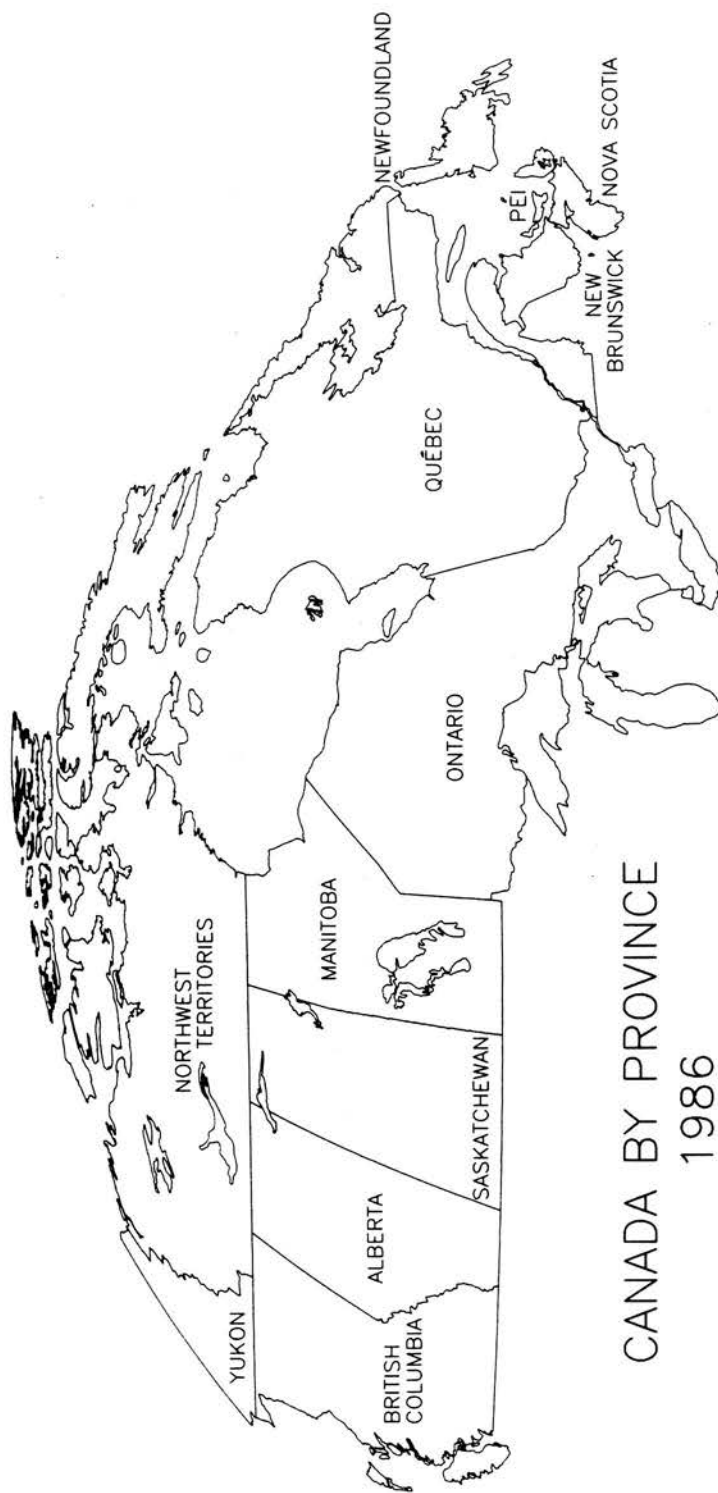 YUKON
NORTHWEST
TERRITORIES
BRITISH
COLUMBIA
ALBERTA
SASKATCHEWAN
MANITOBA
ONTARIO
QUÉBEC
NEWFOUNDLAND
PÉI
NEW
BRUNSWICK
NOVA SCOTIA
CANADA BY PROVINCE
1986